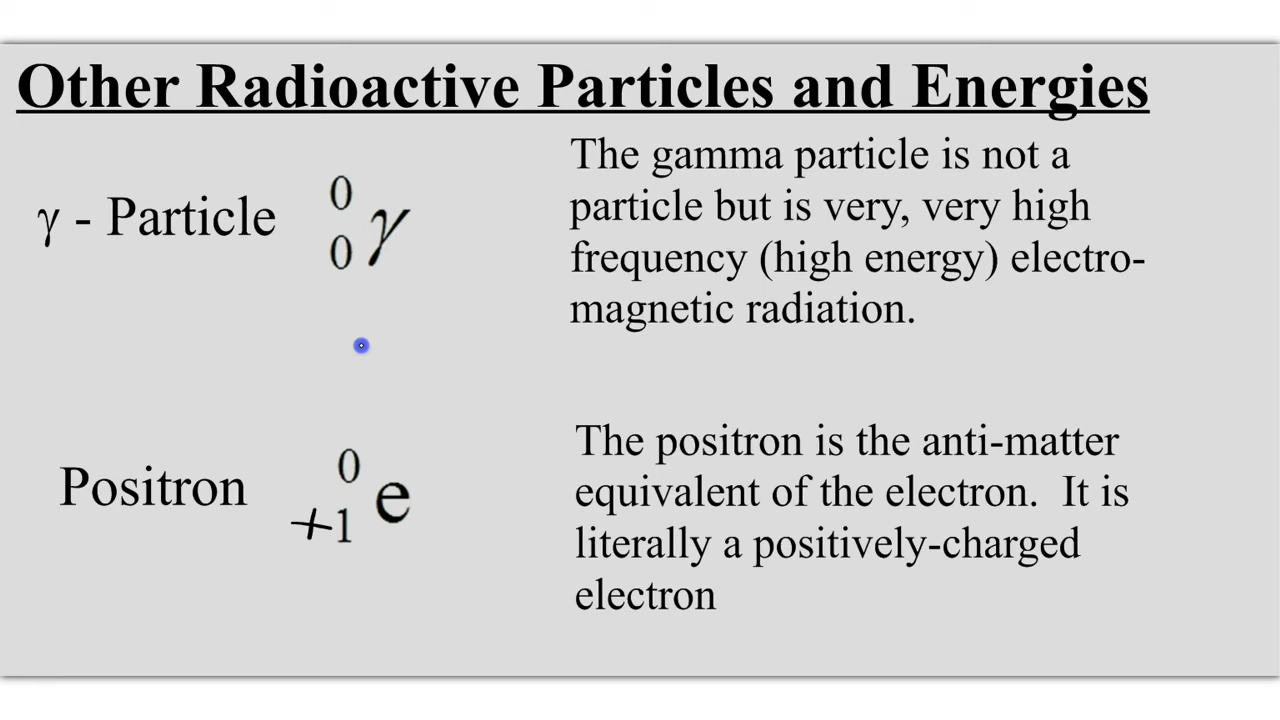 Other Radioactive Particles and Energies
γ - Particle 0 0 γ
The gamma particle is not a
particle but is very, very high
frequency (high energy) electro-
magnetic radiation.
Positron 0 +1 e
The positron is the anti-matter
equivalent of the electron. It is
literally a positively-charged
electron